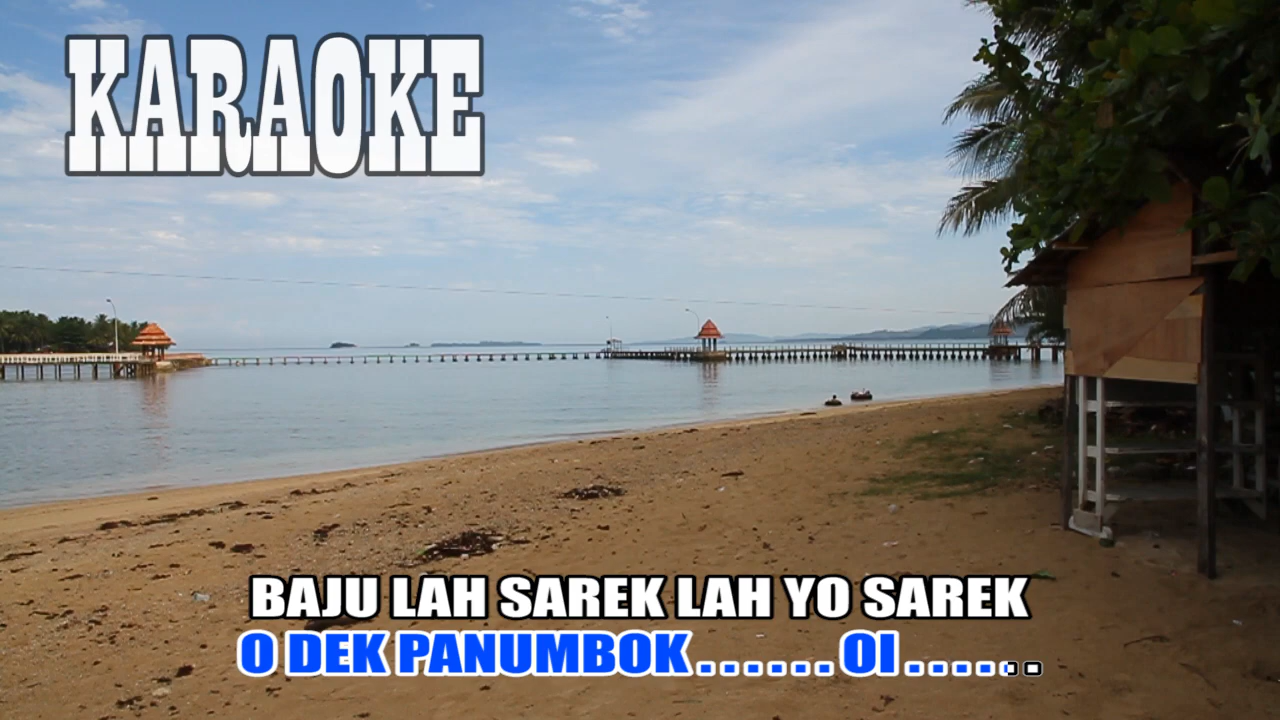 KARAOKE
BAJU LAH SAREK LAH YO SAREK
O DEK PANUMBOK . . . . . . OI . . . . . .